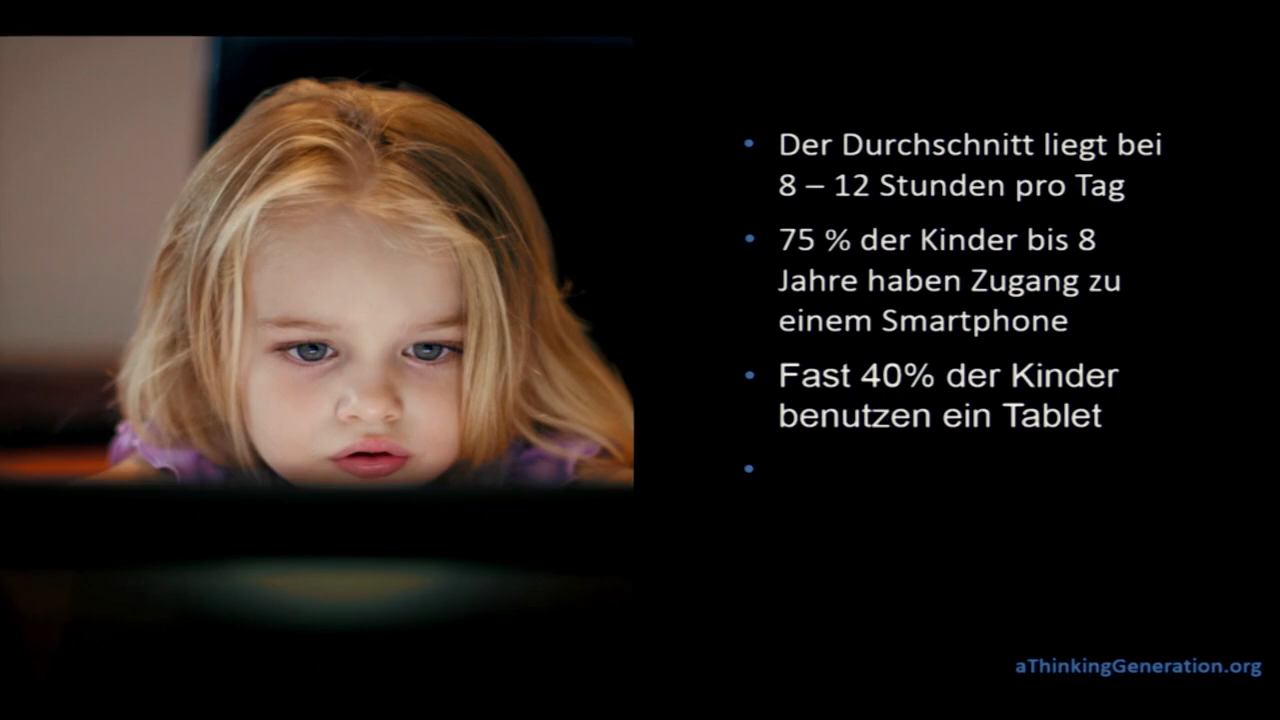 • Der Durchschnitt liegt bei
8 – 12 Stunden pro Tag
• 75 % der Kinder bis 8
Jahre haben Zugang zu
einem Smartphone
• Fast 40% der Kinder
benutzen ein Tablet
•
aThinkingGeneration.org